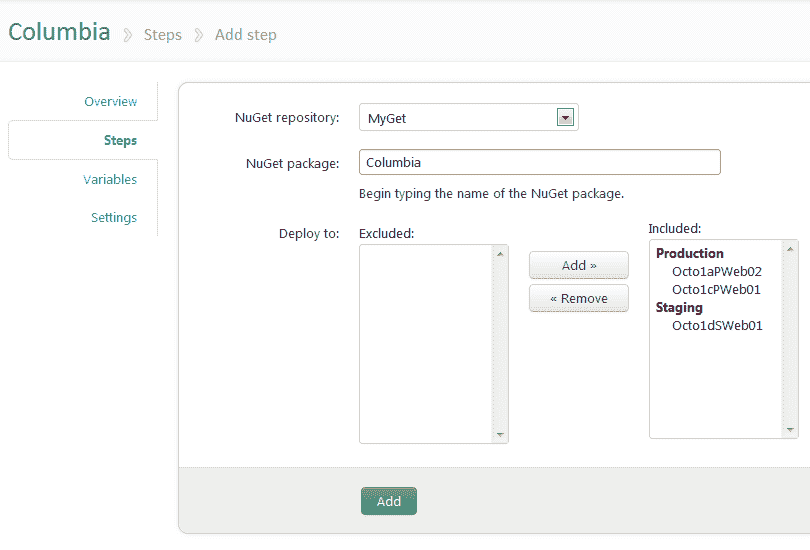 Columbia » Steps » Add step
Overview
Steps
Variables
Settings
NuGet repository: MyGet
NuGet package: Columbia
Begin typing the name of the NuGet package.
Deploy to: Excluded:
Add »
« Remove
Included:
Production
Octo1aPWeb02
Octo1cPWeb01
Staging
Octo1dSWeb01
Add